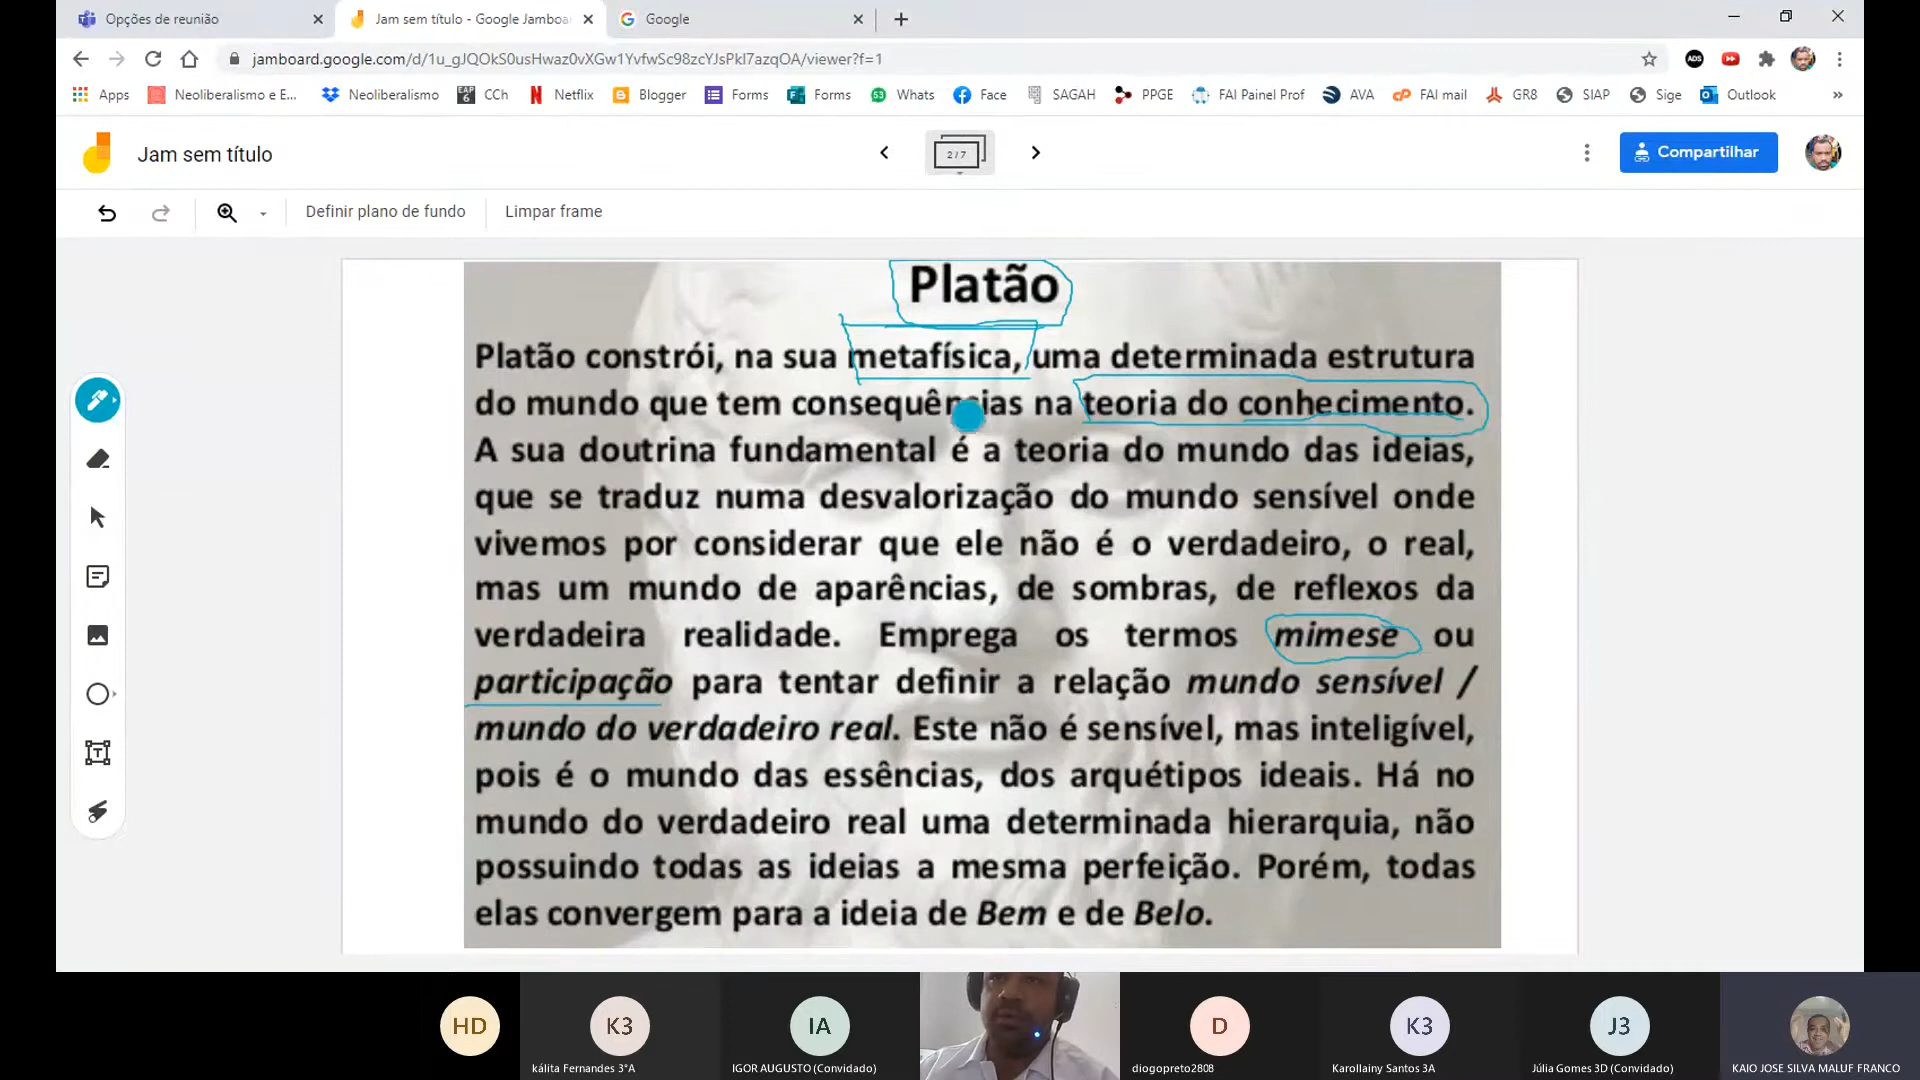 Opções de reunião
Jam sem título - Google Jamboa
Google
jamboard.google.com/d/1u_gJQOkS0usHwaz0vXGw1YvfwSc98zcYJsPkl7azqOA/viewer?f=1
ADS
Apps
Neoliberalismo e E...
Neoliberalismo
CCh
Netflix
Blogger
Forms
Forms
Whats
Face
SAGAH
PPGE
FAI Painel Prof
AVA
FAI mail
GR8
SIAP
Sige
Outlook
»
Jam sem título
2 / 7
Compartilhar
Definir plano de fundo
Limpar frame
Platão
Platão constrói, na sua metafísica, uma determinada estrutura
do mundo que tem consequências na teoria do conhecimento.
A sua doutrina fundamental é a teoria do mundo das ideias,
que se traduz numa desvalorização do mundo sensível onde
vivemos por considerar que ele não é o verdadeiro, o real,
mas um mundo de aparências, de sombras, de reflexos da
verdadeira realidade. Emprega os termos mimese ou
participação para tentar definir a relação mundo sensível /
mundo do verdadeiro real. Este não é sensível, mas inteligível,
pois é o mundo das essências, dos arquétipos ideais. Há no
mundo do verdadeiro real uma determinada hierarquia, não
possuindo todas as ideias a mesma perfeição. Porém, todas
elas convergem para a ideia de Bem e de Belo.
HD
K3
IA
D
K3
J3
kálita Fernandes 3°A
IGOR AUGUSTO (Convidado)
diogopreto2808
Karollainy Santos 3A
Júlia Gomes 3D (Convidado)
KAIO JOSE SILVA MALUF FRANCO